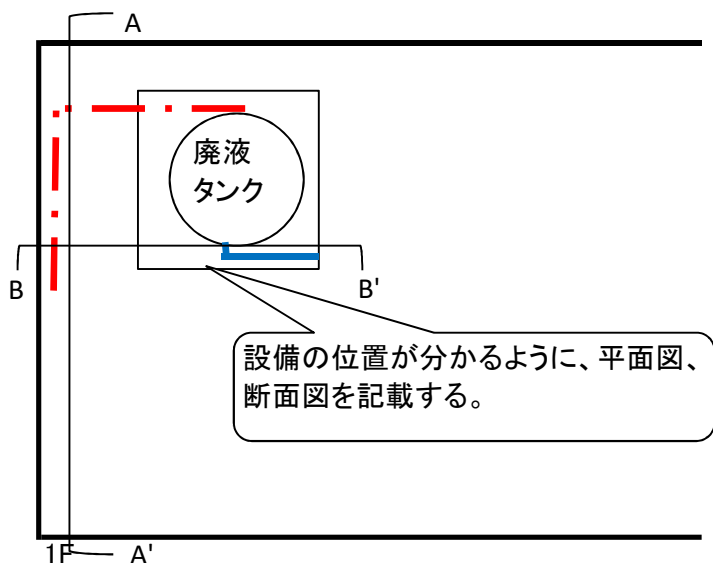 A
廃液
タンク
B
B'
設備の位置が分かるように、平面図、
断面図を記載する。
1F
A'